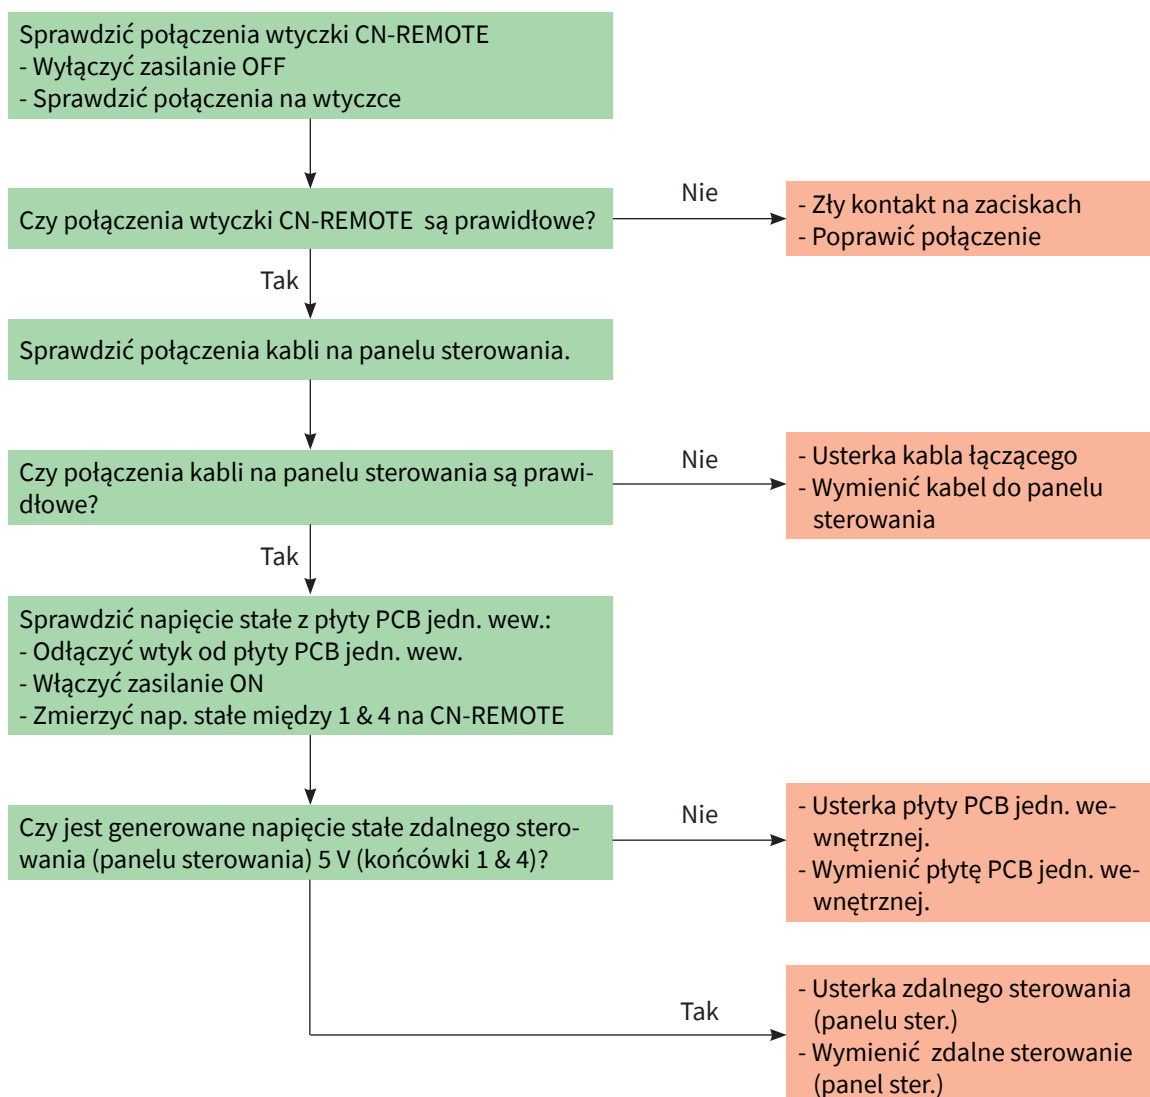 Sprawdzić połączenia wtyczki CN-REMOTE
- Wyłączyć zasilanie OFF
- Sprawdzić połączenia na wtyczce
Czy połączenia wtyczki CN-REMOTE  są prawidłowe?
Nie
- Zły kontakt na zaciskach
- Poprawić połączenie
Tak
Sprawdzić połączenia kabli na panelu sterowania.
Czy połączenia kabli na panelu sterowania są prawi-
dłowe?
Nie
- Usterka kabla łączącego
- Wymienić kabel do panelu
sterowania
Tak
Sprawdzić napięcie stałe z płyty PCB jedn. wew.:
- Odłączyć wtyk od płyty PCB jedn. wew.
- Włączyć zasilanie ON
- Zmierzyć nap. stałe między 1 & 4 na CN-REMOTE
Czy jest generowane napięcie stałe zdalnego stero-
wania (panelu sterowania) 5 V (końcówki 1 & 4)?
Nie
- Usterka płyty PCB jedn. we-
wnętrznej.
- Wymienić płytę PCB jedn. we-
wnętrznej.
Tak
- Usterka zdalnego sterowania
(panelu ster.)
- Wymienić  zdalne sterowanie
(panel ster.)